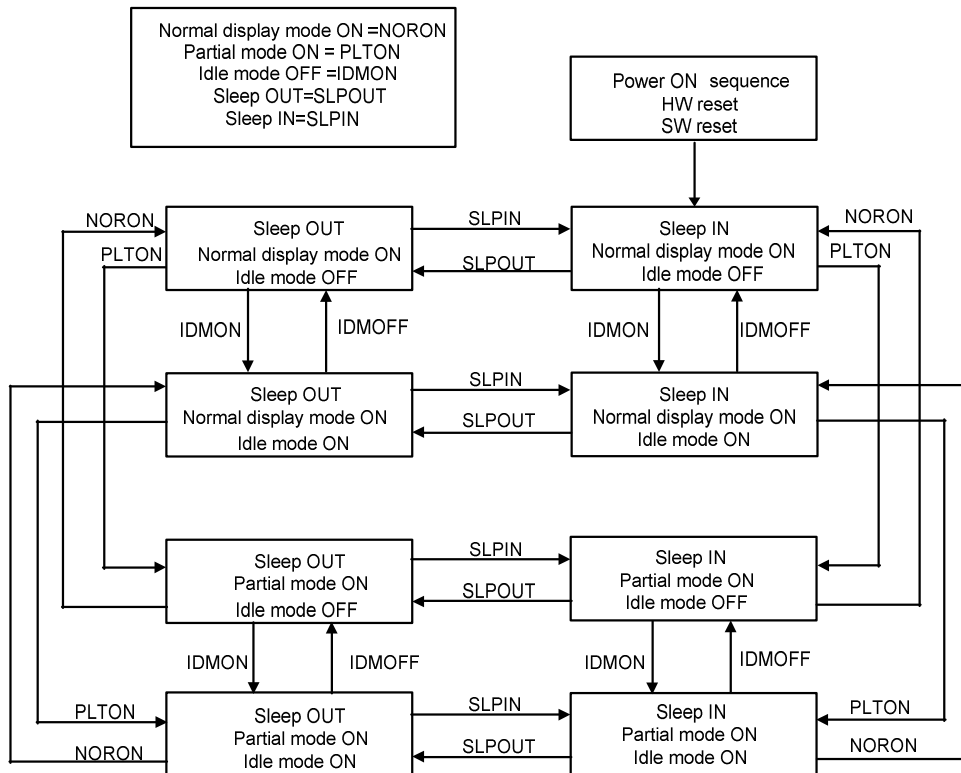 Normal display mode ON =NORON
Partial mode ON = PLTON
Idle mode OFF =IDMON
Sleep OUT=SLPOUT
Sleep IN=SLPIN
Power ON sequence
HW reset
SW reset
NORON
PLTON
Sleep OUT
Normal display mode ON
Idle mode OFF
SLPIN
SLPOUT
Sleep IN
Normal display mode ON
Idle mode OFF
NORON
PLTON
IDMON
IDMOFF
IDMON
IDMOFF
Sleep OUT
Normal display mode ON
Idle mode ON
SLPIN
SLPOUT
Sleep IN
Normal display mode ON
Idle mode ON
Sleep OUT
Partial mode ON
Idle mode OFF
SLPIN
SLPOUT
Sleep IN
Partial mode ON
Idle mode OFF
IDMON
IDMOFF
IDMON
IDMOFF
PLTON
NORON
Sleep OUT
Partial mode ON
Idle mode ON
SLPIN
SLPOUT
Sleep IN
Partial mode ON
Idle mode ON
PLTON
NORON